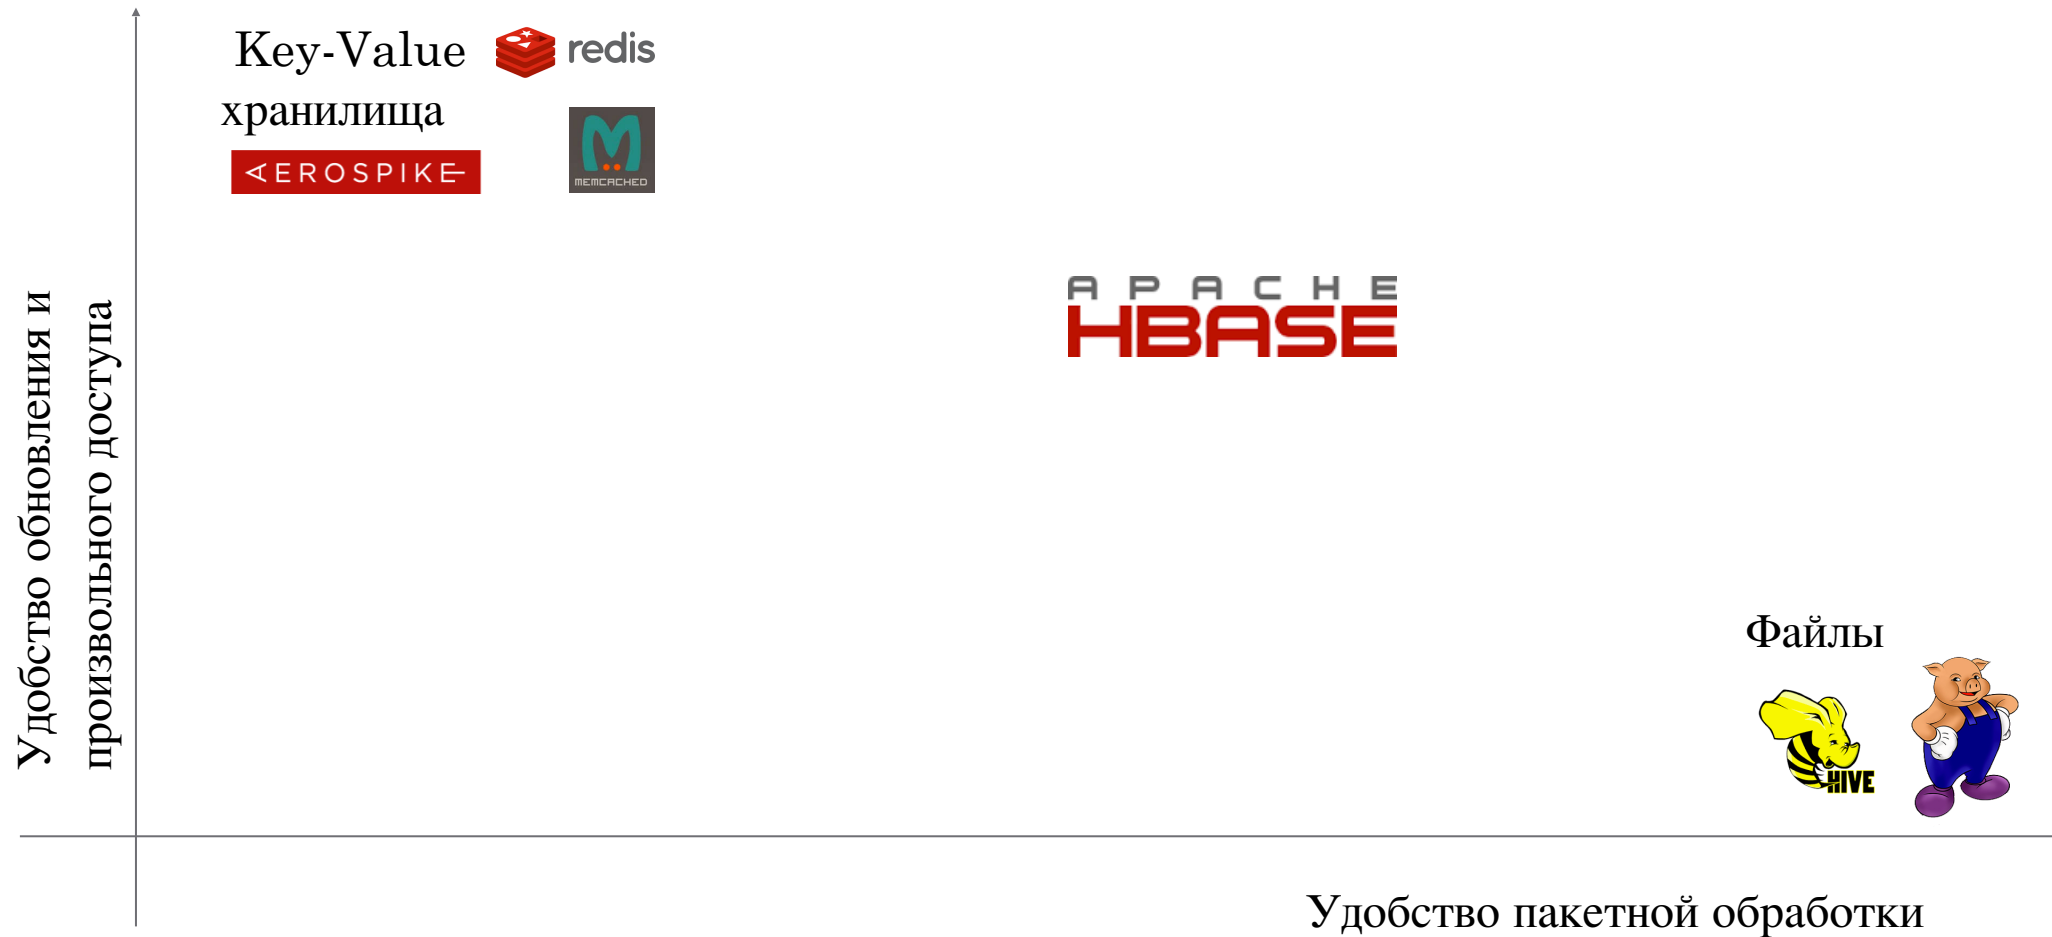 Key-Value
redis
хранилища
AEROSPIKE
MEMCACHED
APACHE
HBASE
Удобство обновления и
произвольного доступа
Файлы
HIVE
Удобство пакетной обработки